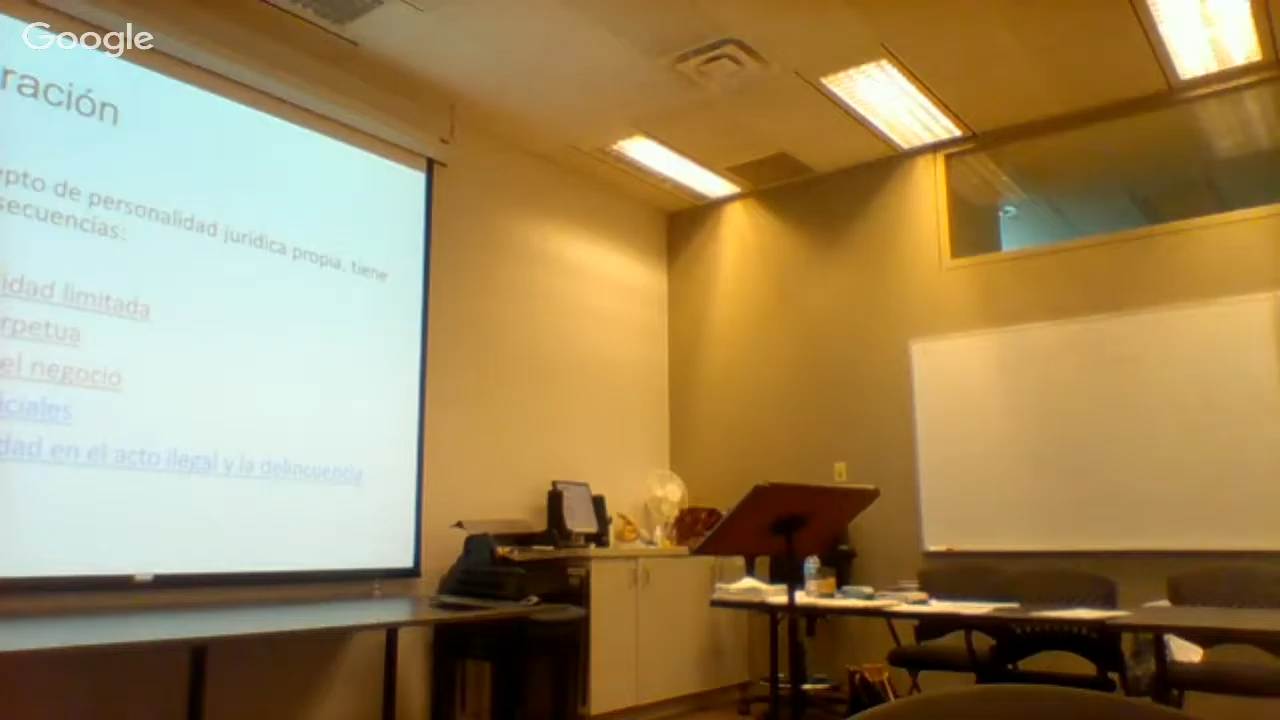 Google
ración
epto de personalidad jurídica propia, tiene
secuencias:
idad limitada
rpetua
el negocio
iciales
dad en el acto ilegal y la delincuencia